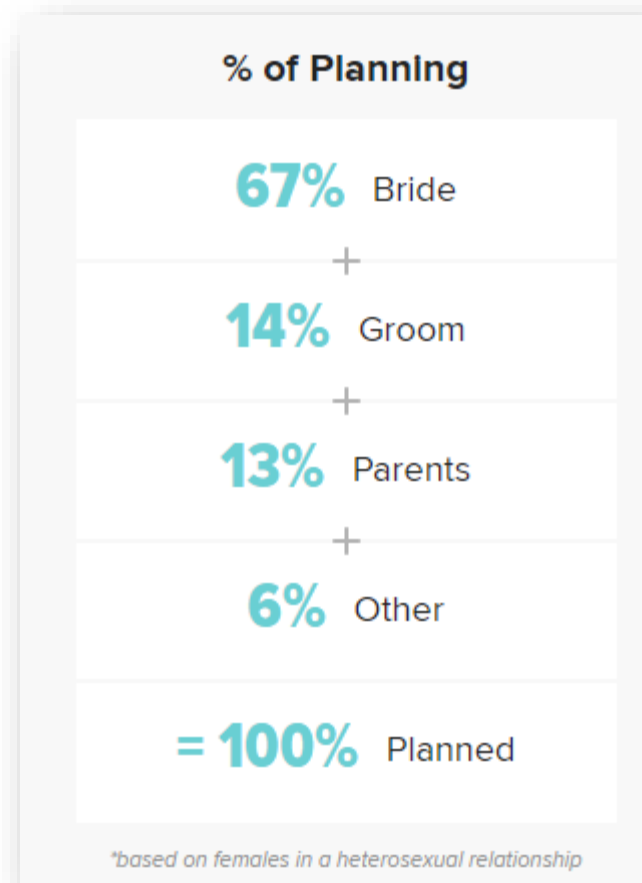 % of Planning
67% Bride
+
14% Groom
+
13% Parents
+
6% Other
= 100% Planned
*based on females in a heterosexual relationship